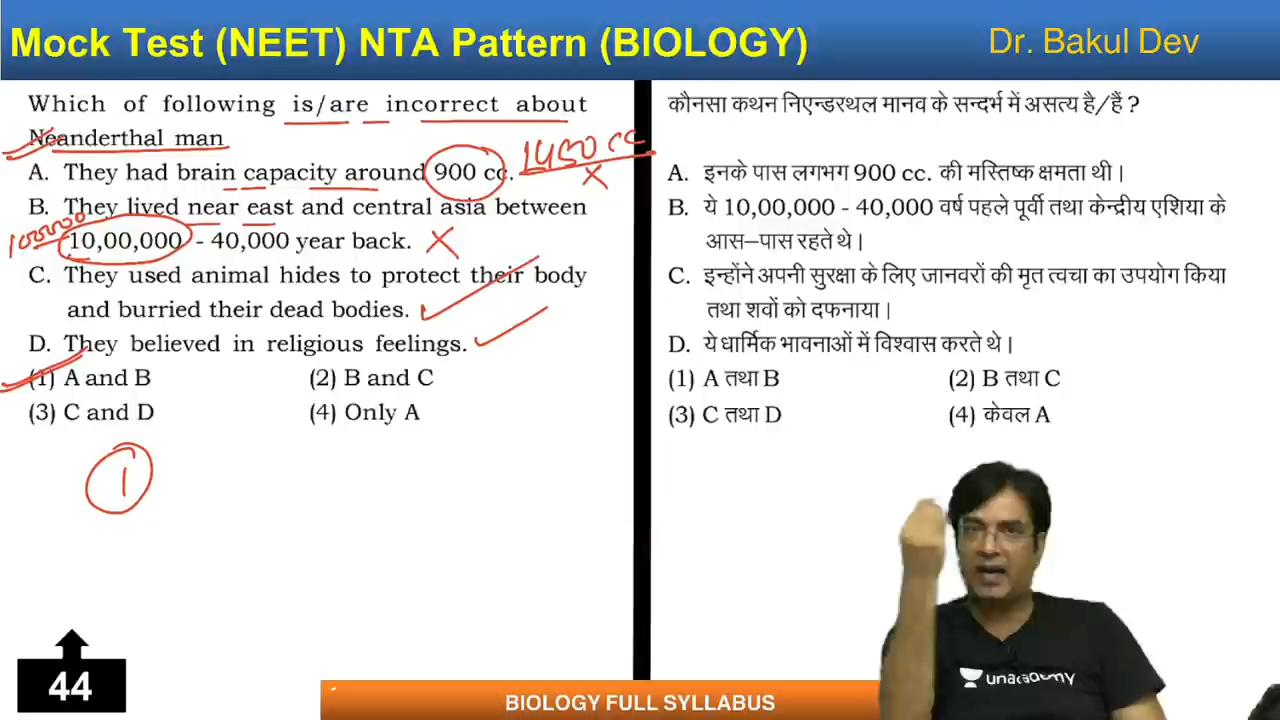 Mock Test (NEET) NTA Pattern (BIOLOGY)
Dr. Bakul Dev
Which of following is/are incorrect about
Neanderthal man
A. They had brain capacity around 900 cc.
1450 cc
B. They lived near east and central asia between
100000
10,00,000 - 40,000 year back.
C. They used animal hides to protect their body
and burried their dead bodies.
D. They believed in religious feelings.
(1) A and B
(2) B and C
(3) C and D
(4) Only A
1
कौनसा कथन निएन्डरथल मानव के सन्दर्भ में असत्य है/हैं ?
A. इनके पास लगभग 900 cc. की मस्तिष्क क्षमता थी।
B. ये 10,00,000 - 40,000 वर्ष पहले पूर्वी तथा केन्द्रीय एशिया के
आस–पास रहते थे।
C. इन्होंने अपनी सुरक्षा के लिए जानवरों की मृत त्वचा का उपयोग किया
तथा शवों को दफनाया।
D. ये धार्मिक भावनाओं में विश्वास करते थे।
(1) A तथा B
(2) B तथा C
(3) C तथा D
(4) केवल A
unacademy
44
BIOLOGY FULL SYLLABUS